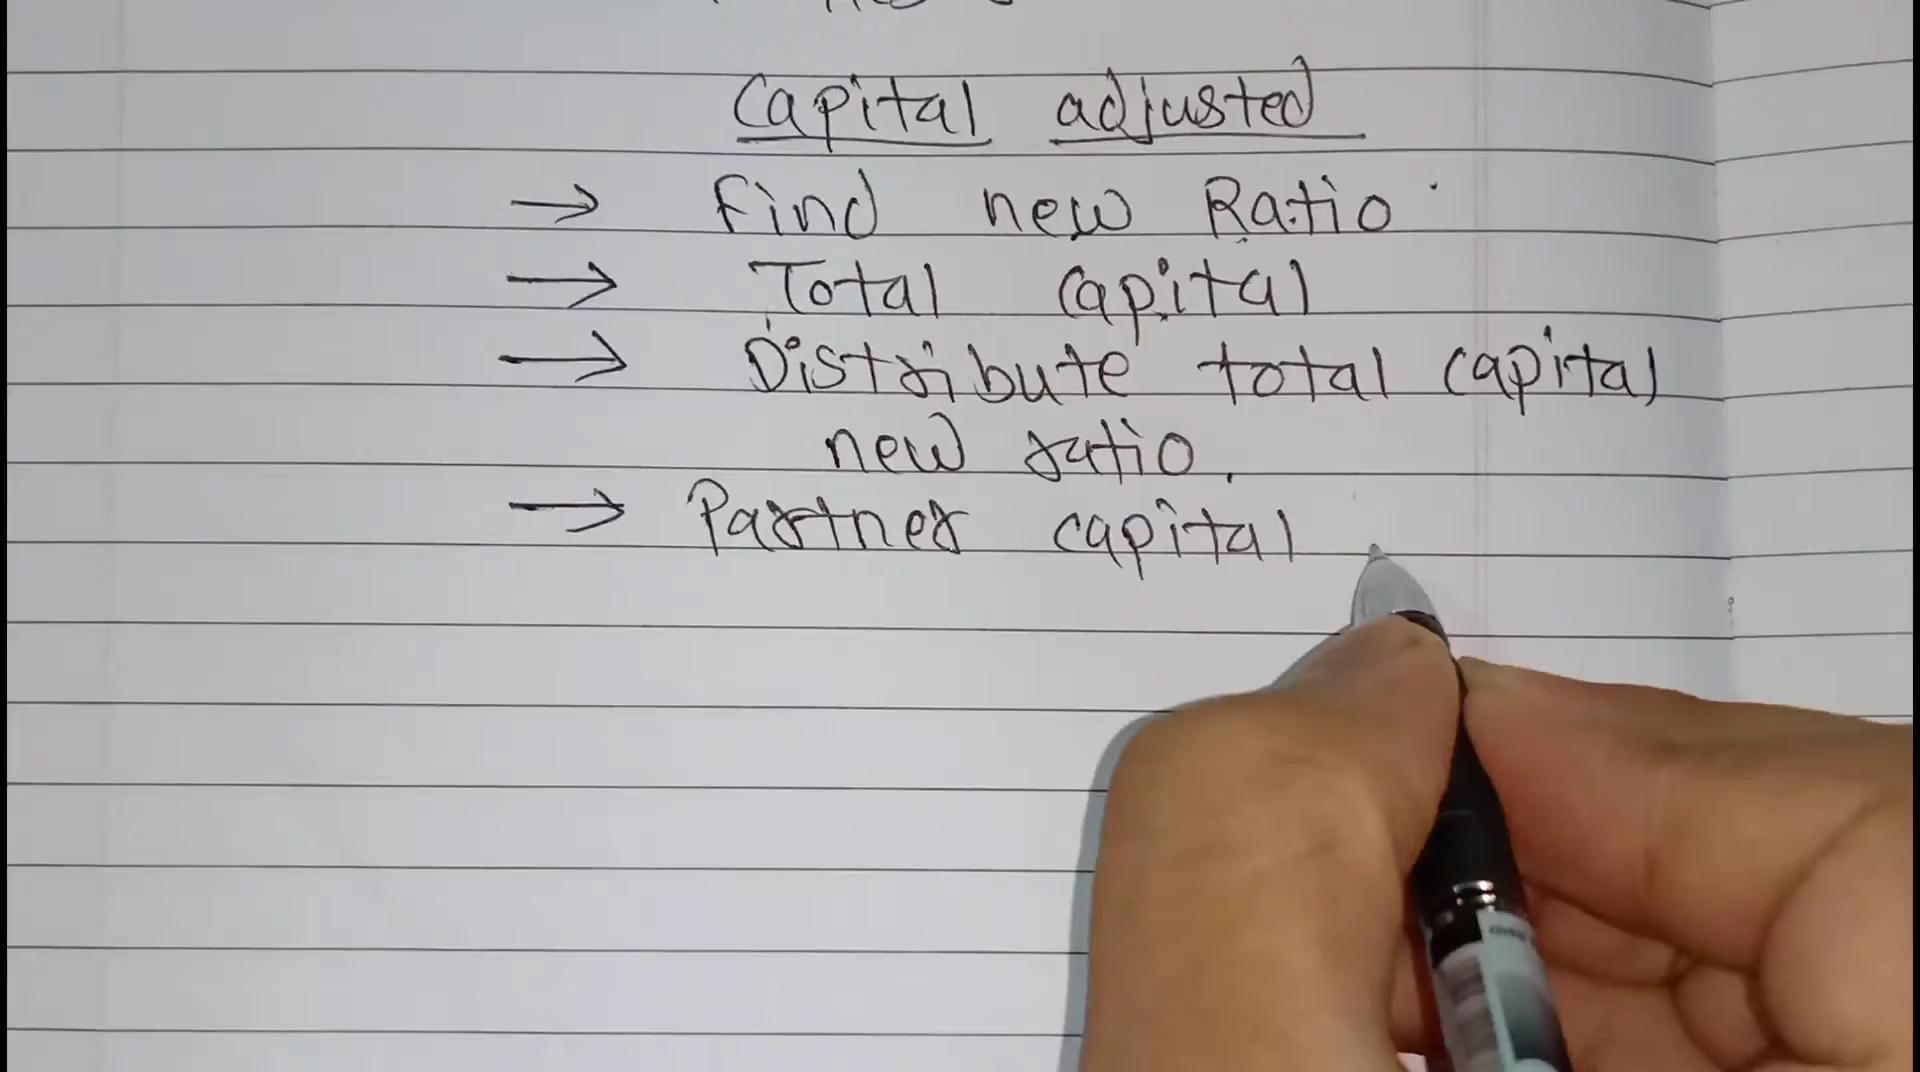 Capital adjusted
→ Find new Ratio
→ Total capital
→ Distribute total capital
new ratio.
→ Partner capital